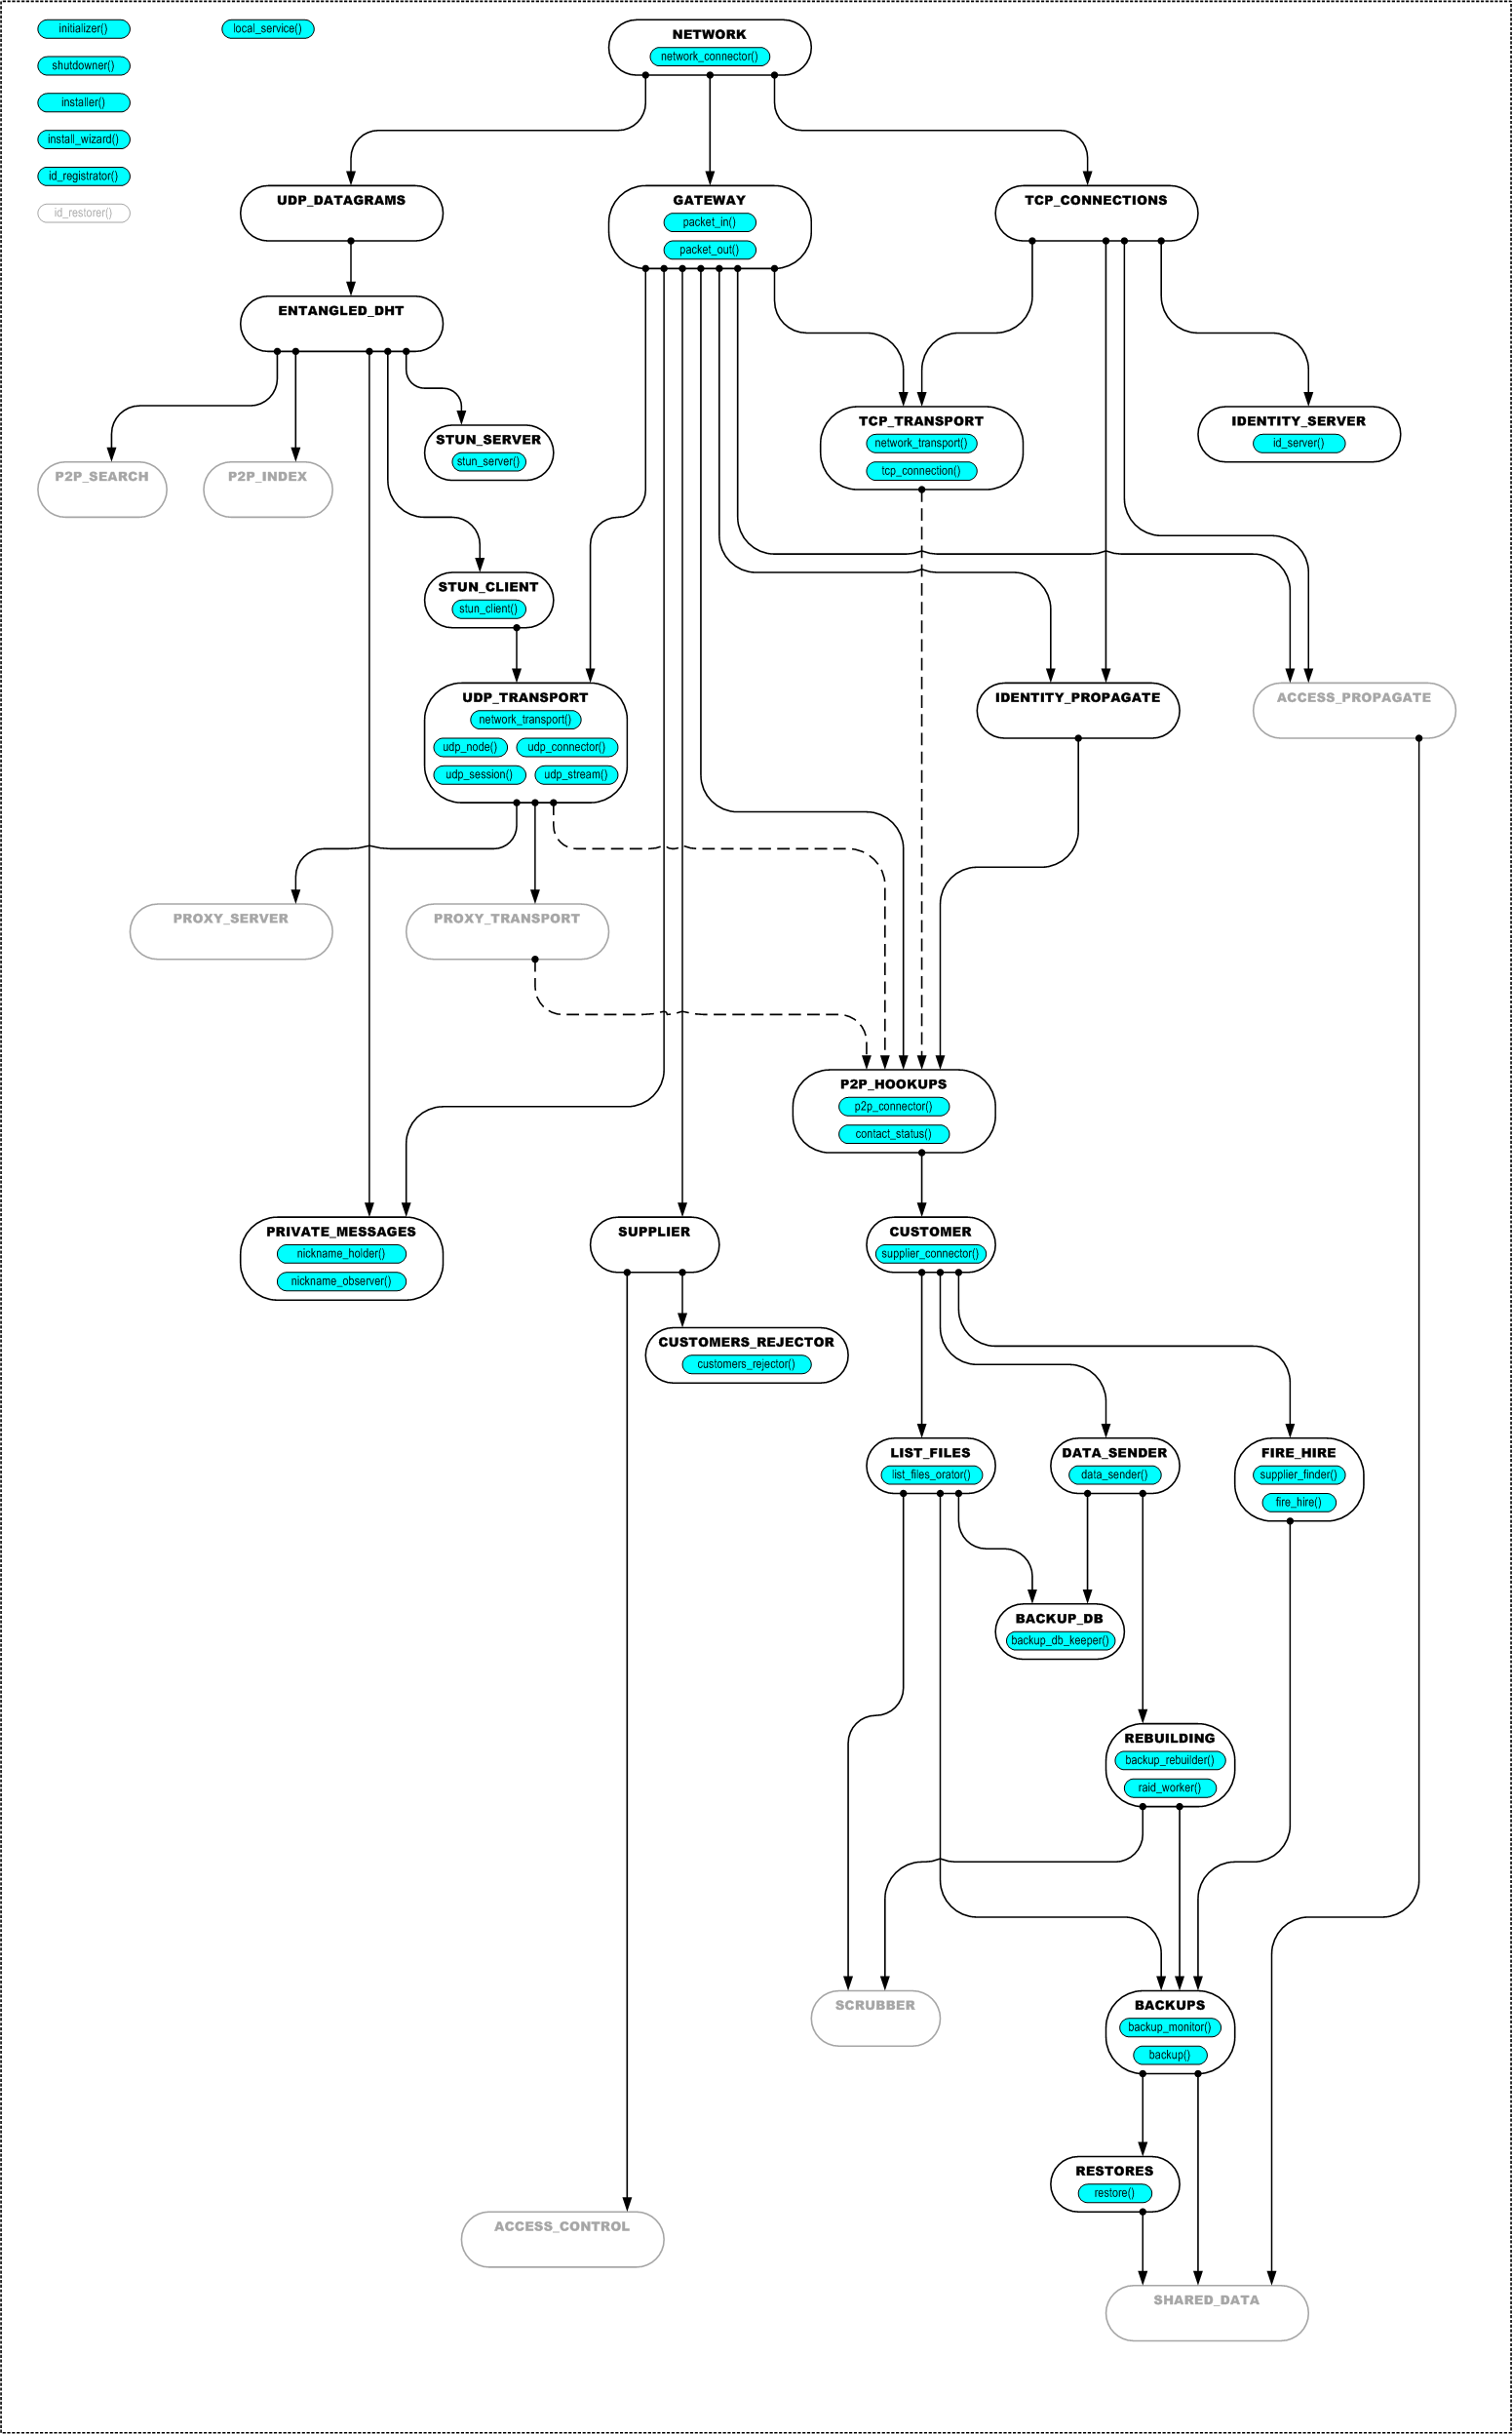 initializer()
local_service()
shutdowner()
installer()
install_wizard()
id_registrator()
id_restorer()
NETWORK
network_connector()
UDP_DATAGRAMS
GATEWAY
packet_in()
packet_out()
TCP_CONNECTIONS
ENTANGLED_DHT
P2P_SEARCH
P2P_INDEX
STUN_SERVER
stun_server()
TCP_TRANSPORT
network_transport()
tcp_connection()
IDENTITY_SERVER
id_server()
STUN_CLIENT
stun_client()
UDP_TRANSPORT
network_transport()
udp_node()
udp_connector()
udp_session()
udp_stream()
IDENTITY_PROPAGATE
ACCESS_PROPAGATE
PROXY_SERVER
PROXY_TRANSPORT
P2P_HOOKUPS
p2p_connector()
contact_status()
PRIVATE_MESSAGES
nickname_holder()
nickname_observer()
SUPPLIER
CUSTOMER
supplier_connector()
CUSTOMERS_REJECTOR
customers_rejector()
LIST_FILES
list_files_orator()
DATA_SENDER
data_sender()
FIRE_HIRE
supplier_finder()
fire_hire()
BACKUP_DB
backup_db_keeper()
REBUILDING
backup_rebuilder()
raid_worker()
SCRUBBER
BACKUPS
backup_monitor()
backup()
RESTORES
restore()
ACCESS_CONTROL
SHARED_DATA